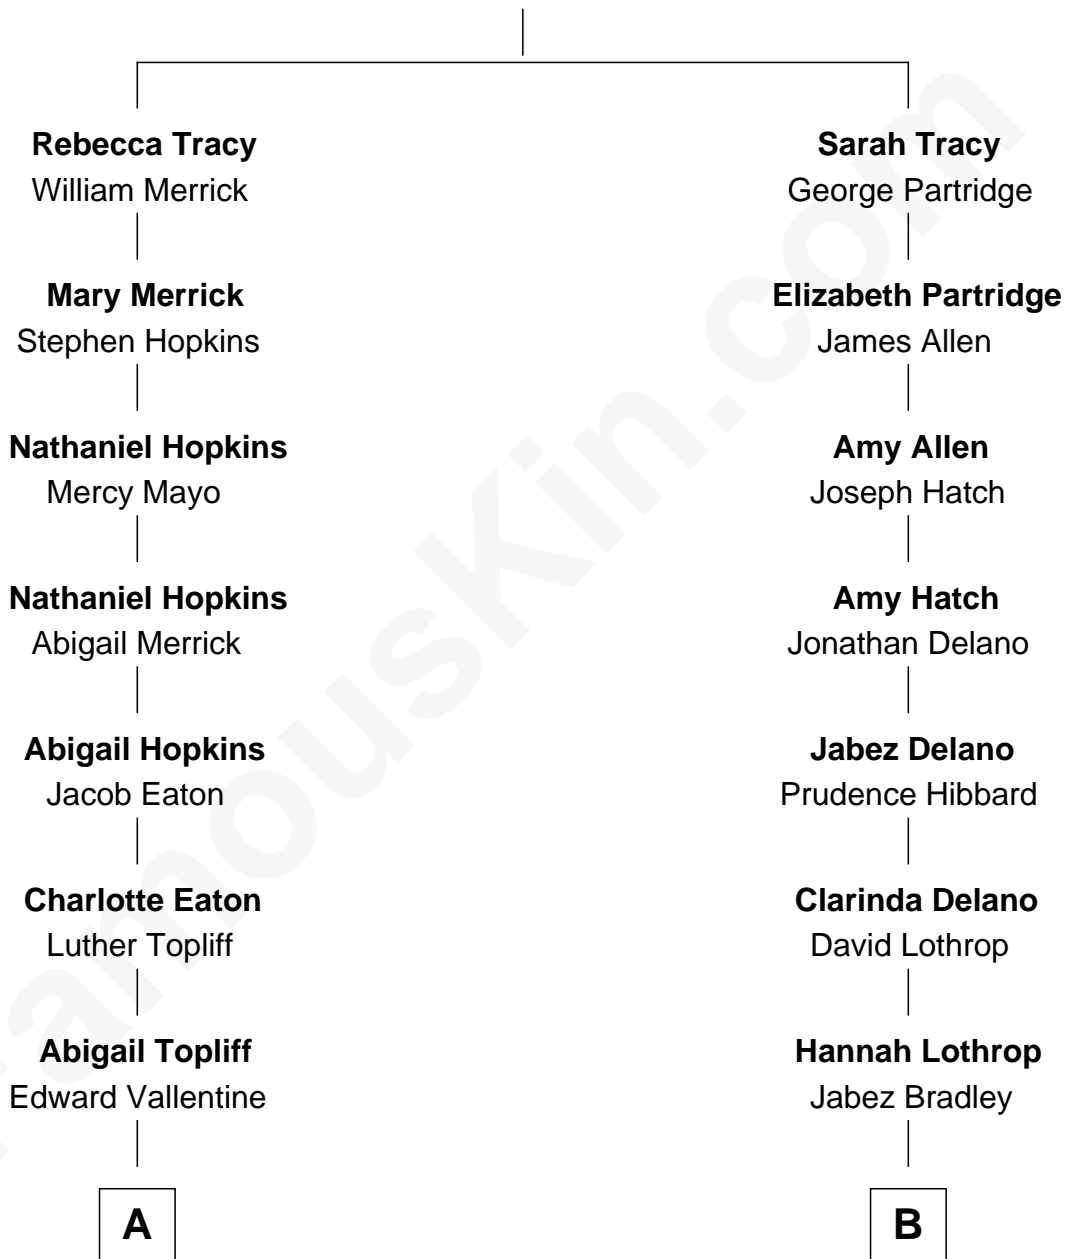 Rebecca Tracy
William Merrick
Mary Merrick
Stephen Hopkins
Nathaniel Hopkins
Mercy Mayo
Nathaniel Hopkins
Abigail Merrick
Abigail Hopkins
Jacob Eaton
Charlotte Eaton
Luther Topliff
Abigail Topliff
Edward Vallentine
A
Sarah Tracy
George Partridge
Elizabeth Partridge
James Allen
Amy Allen
Joseph Hatch
Amy Hatch
Jonathan Delano
Jabez Delano
Prudence Hibbard
Clarinda Delano
David Lothrop
Hannah Lothrop
Jabez Bradley
B
FamousKin.com